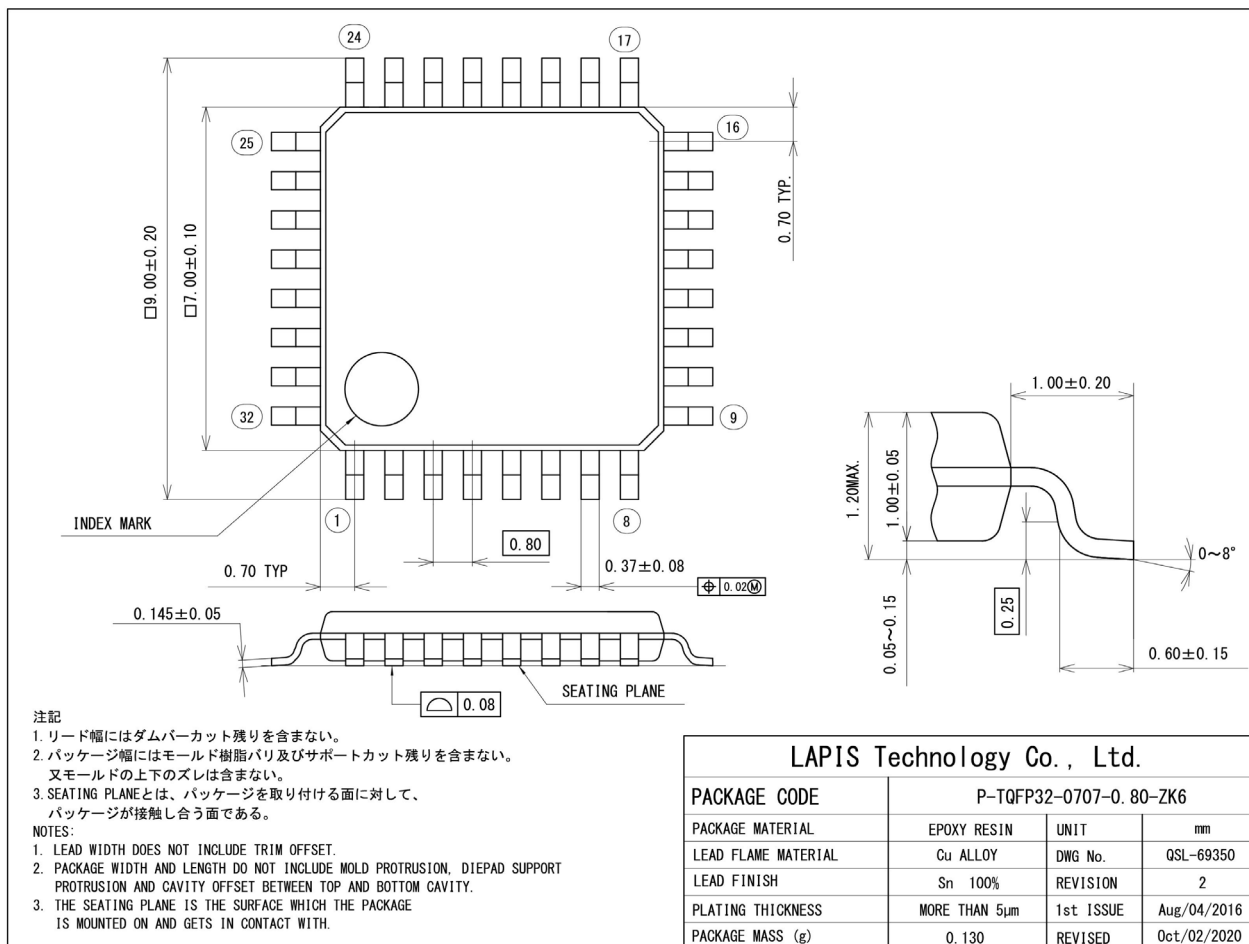 24
17
25
16
0.70 TYP.
□9.00±0.20
□7.00±0.10
32
9
INDEX MARK
1
8
0.80
0.70 TYP
0.37±0.08
⌖ 0.02Ⓜ
0.145±0.05
SEATING PLANE
⌓ 0.08
1.00±0.20
1.20MAX.
1.00±0.05
0~8°
0.25
0.05~0.15
0.60±0.15
注記
1. リード幅にはダムバーカット残りを含まない。
2. パッケージ幅にはモールド樹脂バリ及びサポートカット残りを含まない。
又モールドの上下のズレは含まない。
3. SEATING PLANEとは、パッケージを取り付ける面に対して、
パッケージが接触し合う面である。
NOTES:
1. LEAD WIDTH DOES NOT INCLUDE TRIM OFFSET.
2. PACKAGE WIDTH AND LENGTH DO NOT INCLUDE MOLD PROTRUSION, DIEPAD SUPPORT
PROTRUSION AND CAVITY OFFSET BETWEEN TOP AND BOTTOM CAVITY.
3. THE SEATING PLANE IS THE SURFACE WHICH THE PACKAGE
IS MOUNTED ON AND GETS IN CONTACT WITH.
LAPIS Technology Co., Ltd.
PACKAGE CODE P-TQFP32-0707-0.80-ZK6
PACKAGE MATERIAL EPOXY RESIN UNIT mm
LEAD FLAME MATERIAL Cu ALLOY DWG No. QSL-69350
LEAD FINISH Sn 100% REVISION 2
PLATING THICKNESS MORE THAN 5μm 1st ISSUE Aug/04/2016
PACKAGE MASS (g) 0.130 REVISED Oct/02/2020